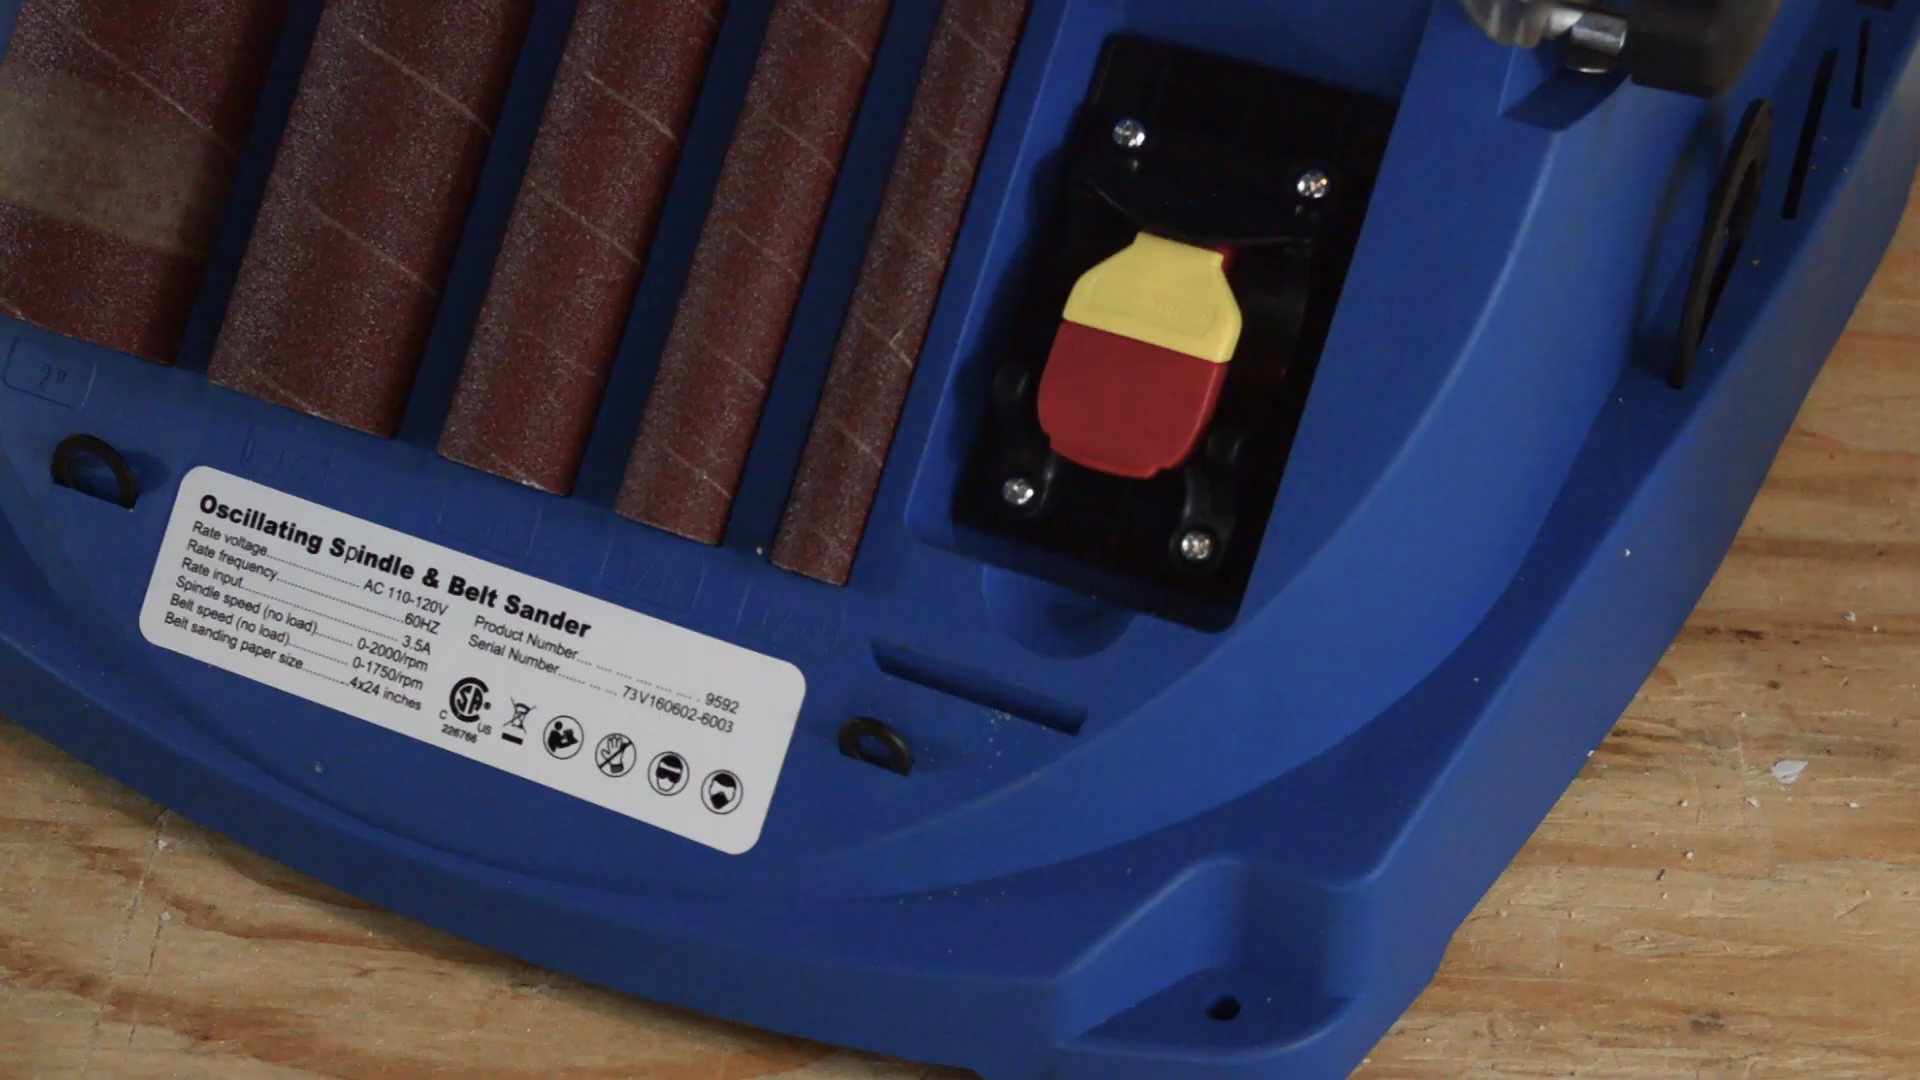 2"
Oscillating Spindle & Belt Sander
Rate voltage................ AC 110-120V
Rate frequency.....................60HZ
Rate input........................... 3.5A
Spindle speed (no load)......... 0-2000/rpm
Belt speed (no load)............. 0-1750/rpm
Belt sanding paper size...........4x24 inches
Product Number.... .... .... .... .... . 9592
Serial Number....... ... ... 73V160602-6003
C SA US
226766